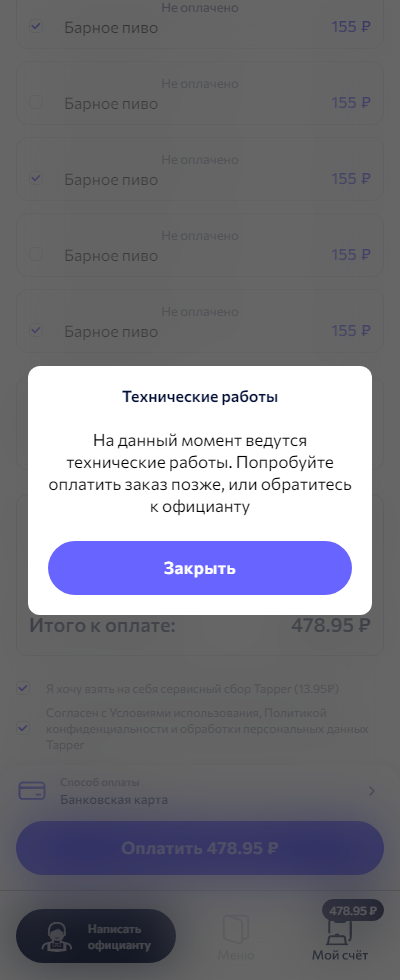 Не оплачено
Барное пиво 155 ₽
Не оплачено
Барное пиво 155 ₽
Не оплачено
Барное пиво 155 ₽
Не оплачено
Барное пиво 155 ₽
Не оплачено
Барное пиво 155 ₽
Технические работы
На данный момент ведутся
технические работы. Попробуйте
оплатить заказ позже, или обратитесь
к официанту
Закрыть
Итого к оплате: 478.95 ₽
Я хочу взять на себя сервисный сбор Tapper (13.95₽)
Согласен с Условиями использования, Политикой
конфиденциальности и обработки персональных данных
Tapper
Способ оплаты
Банковская карта
Оплатить 478.95 ₽
Написать
официанту
Меню
478.95 ₽
Мой счёт